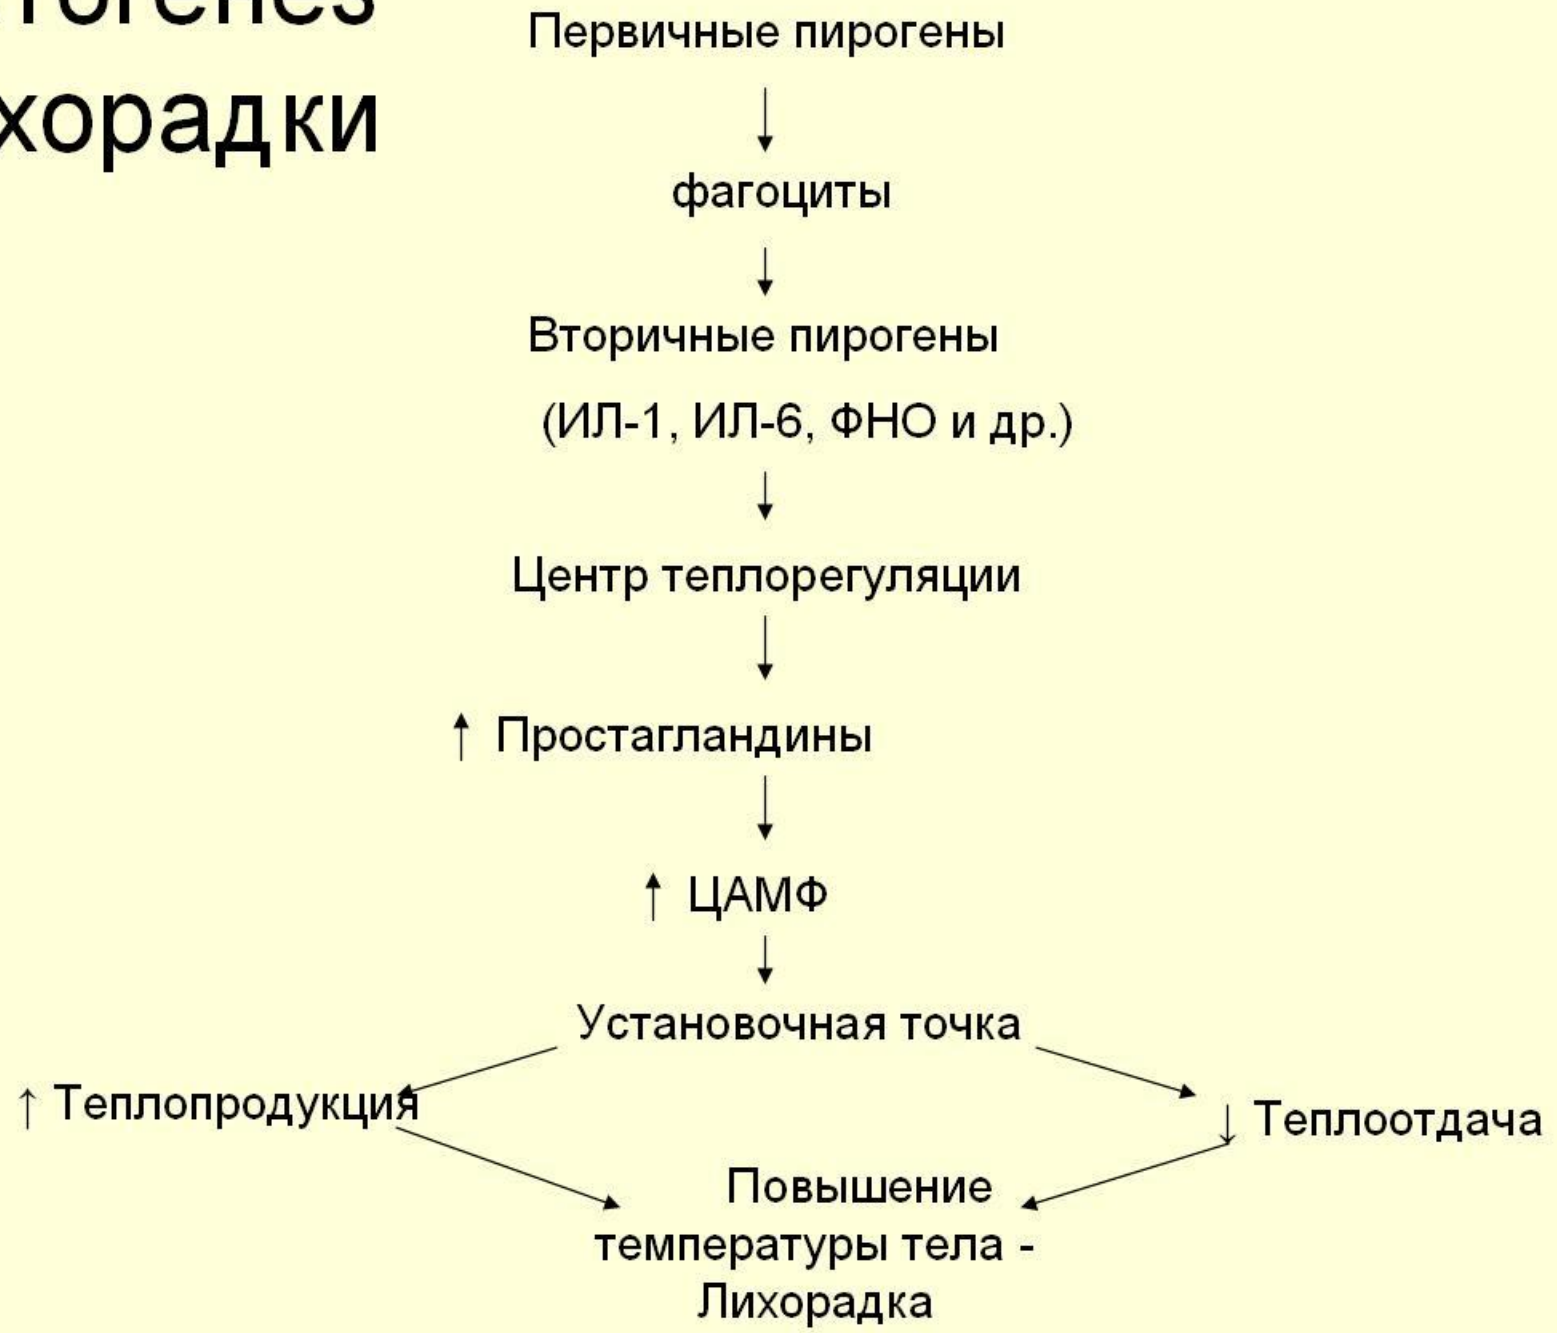 хорадки
Первичные пирогены
фагоциты
Вторичные пирогены
(ИЛ-1, ИЛ-6, ФНО и др.)
Центр теплорегуляции
↑ Простагландины
↑ ЦАМФ
Установочная точка
↑ Теплопродукция
↓ Теплоотдача
Повышение
температуры тела -
Лихорадка